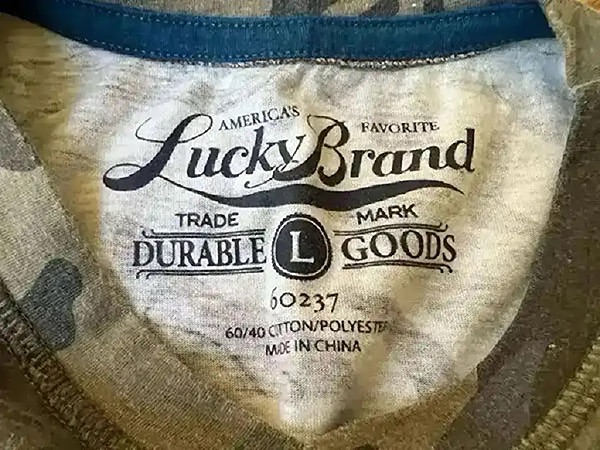 AMERICA'S FAVORITE
Lucky Brand
TRADE MARK
DURABLE L GOODS
60237
60/40 COTTON/POLYESTER
MADE IN CHINA